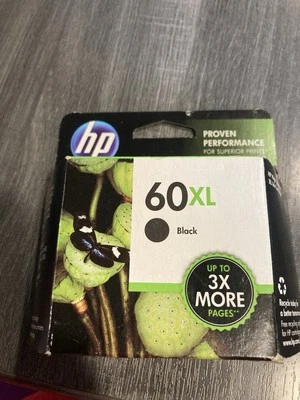 hp
PROVEN
PERFORMANCE
FOR SUPERIOR PRINTS
60XL
Black
UP TO
3X
MORE
PAGES**